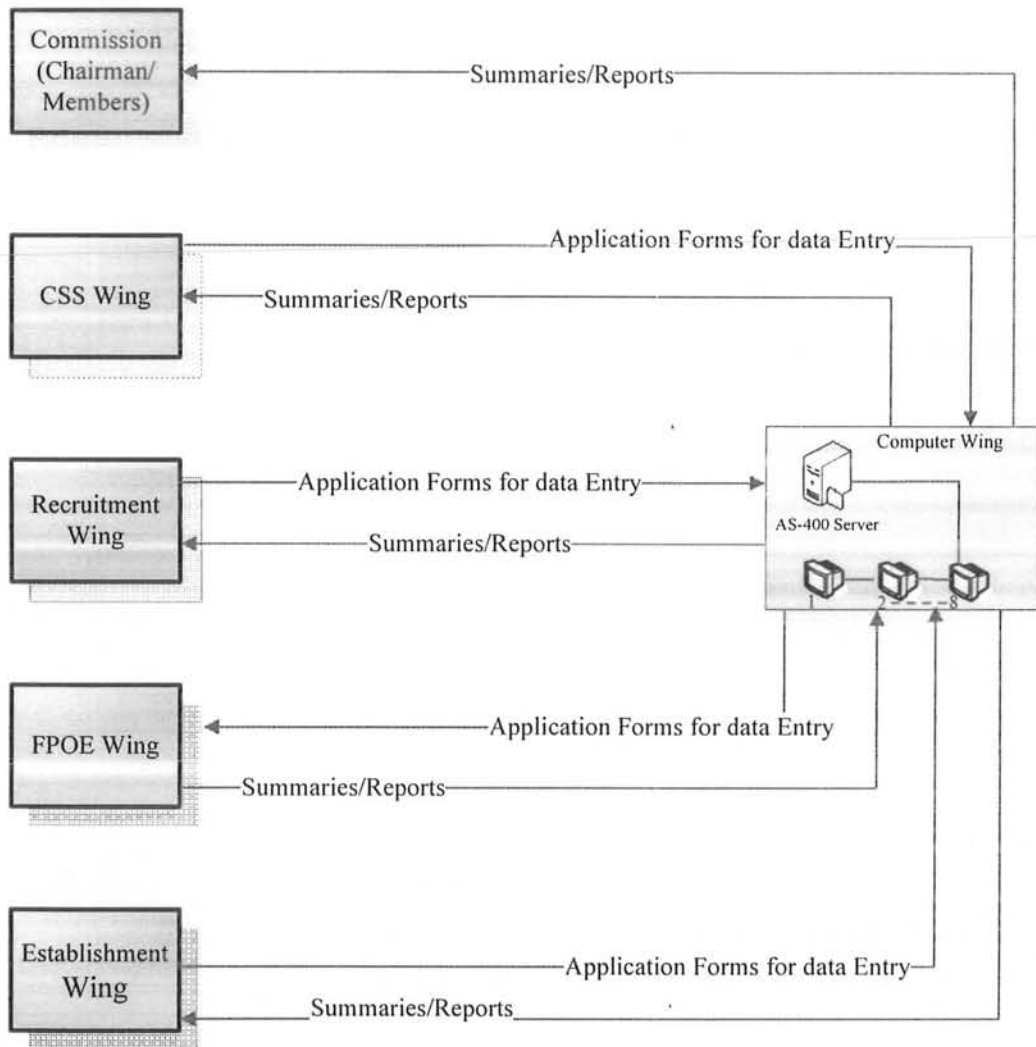 Commission
(Chairman/
Members)
Summaries/Reports
Application Forms for data Entry
CSS Wing
Summaries/Reports
Computer Wing
Application Forms for data Entry
Recruitment
Wing
AS-400 Server
Summaries/Reports
1 2 8
Application Forms for data Entry
FPOE Wing
Summaries/Reports
Establishment
Wing
Application Forms for data Entry
Summaries/Reports